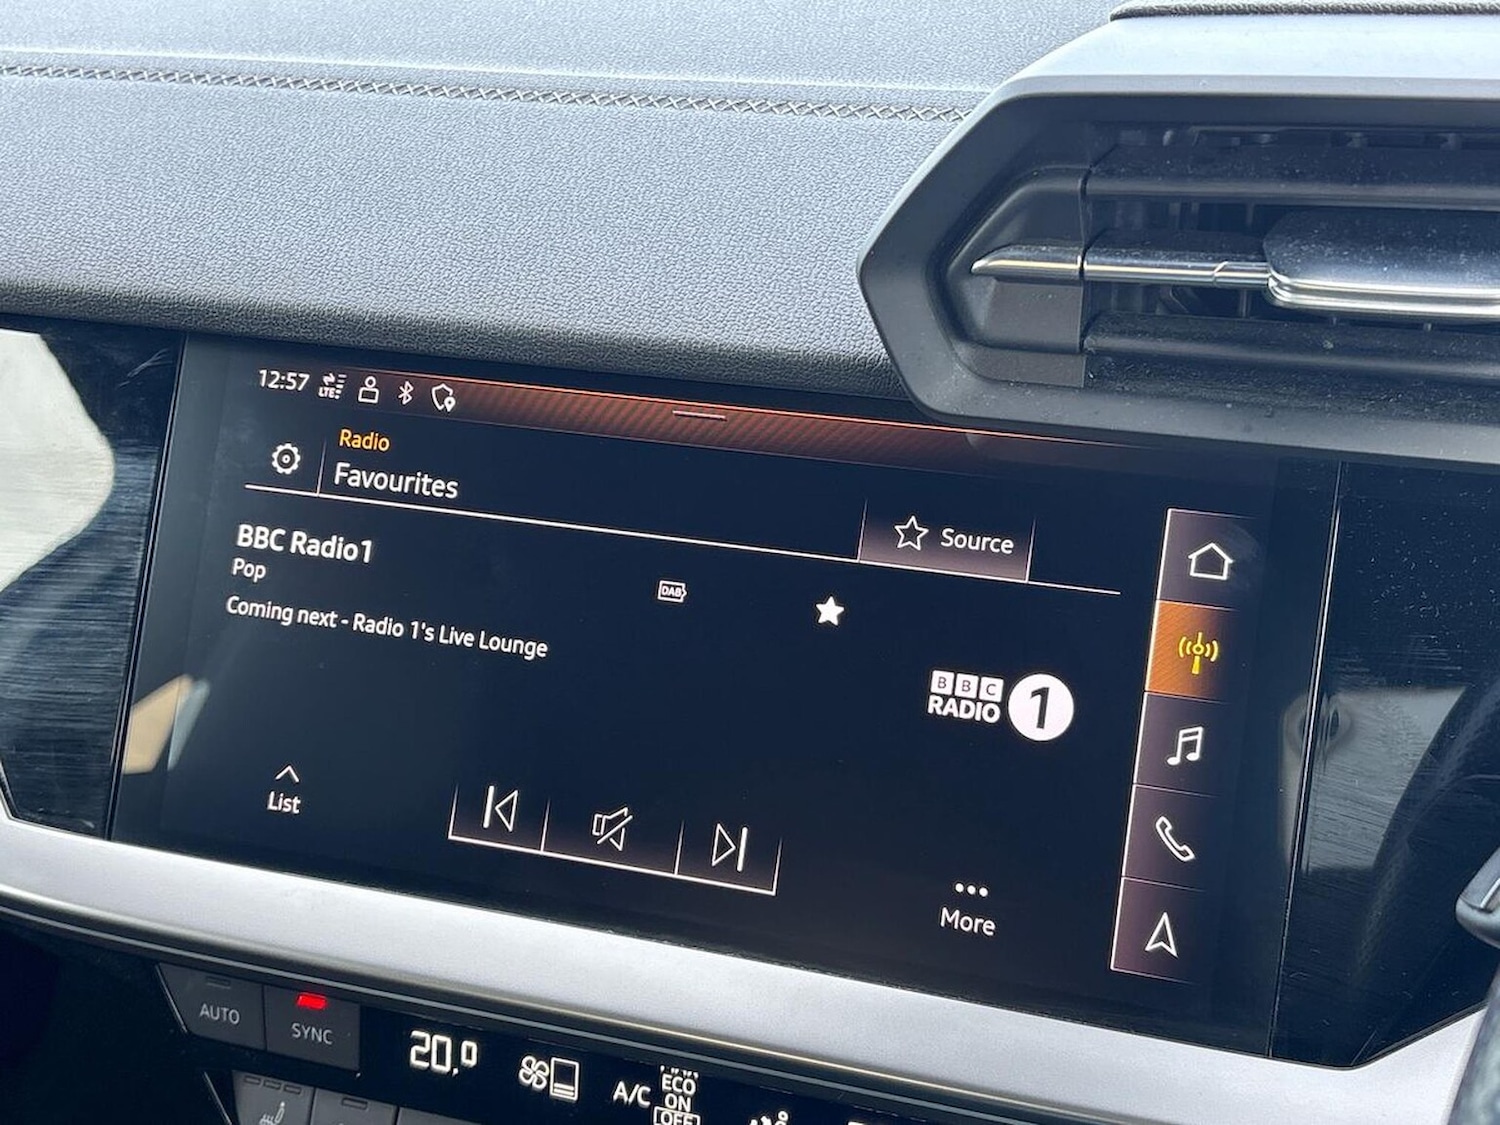 12:57 LTE
Radio
Favourites
Source
BBC Radio1
Pop
DAB
Coming next - Radio 1's Live Lounge
BBC
RADIO 1
List
More
AUTO
SYNC
20.0
A/C
ECO
ON
OFF